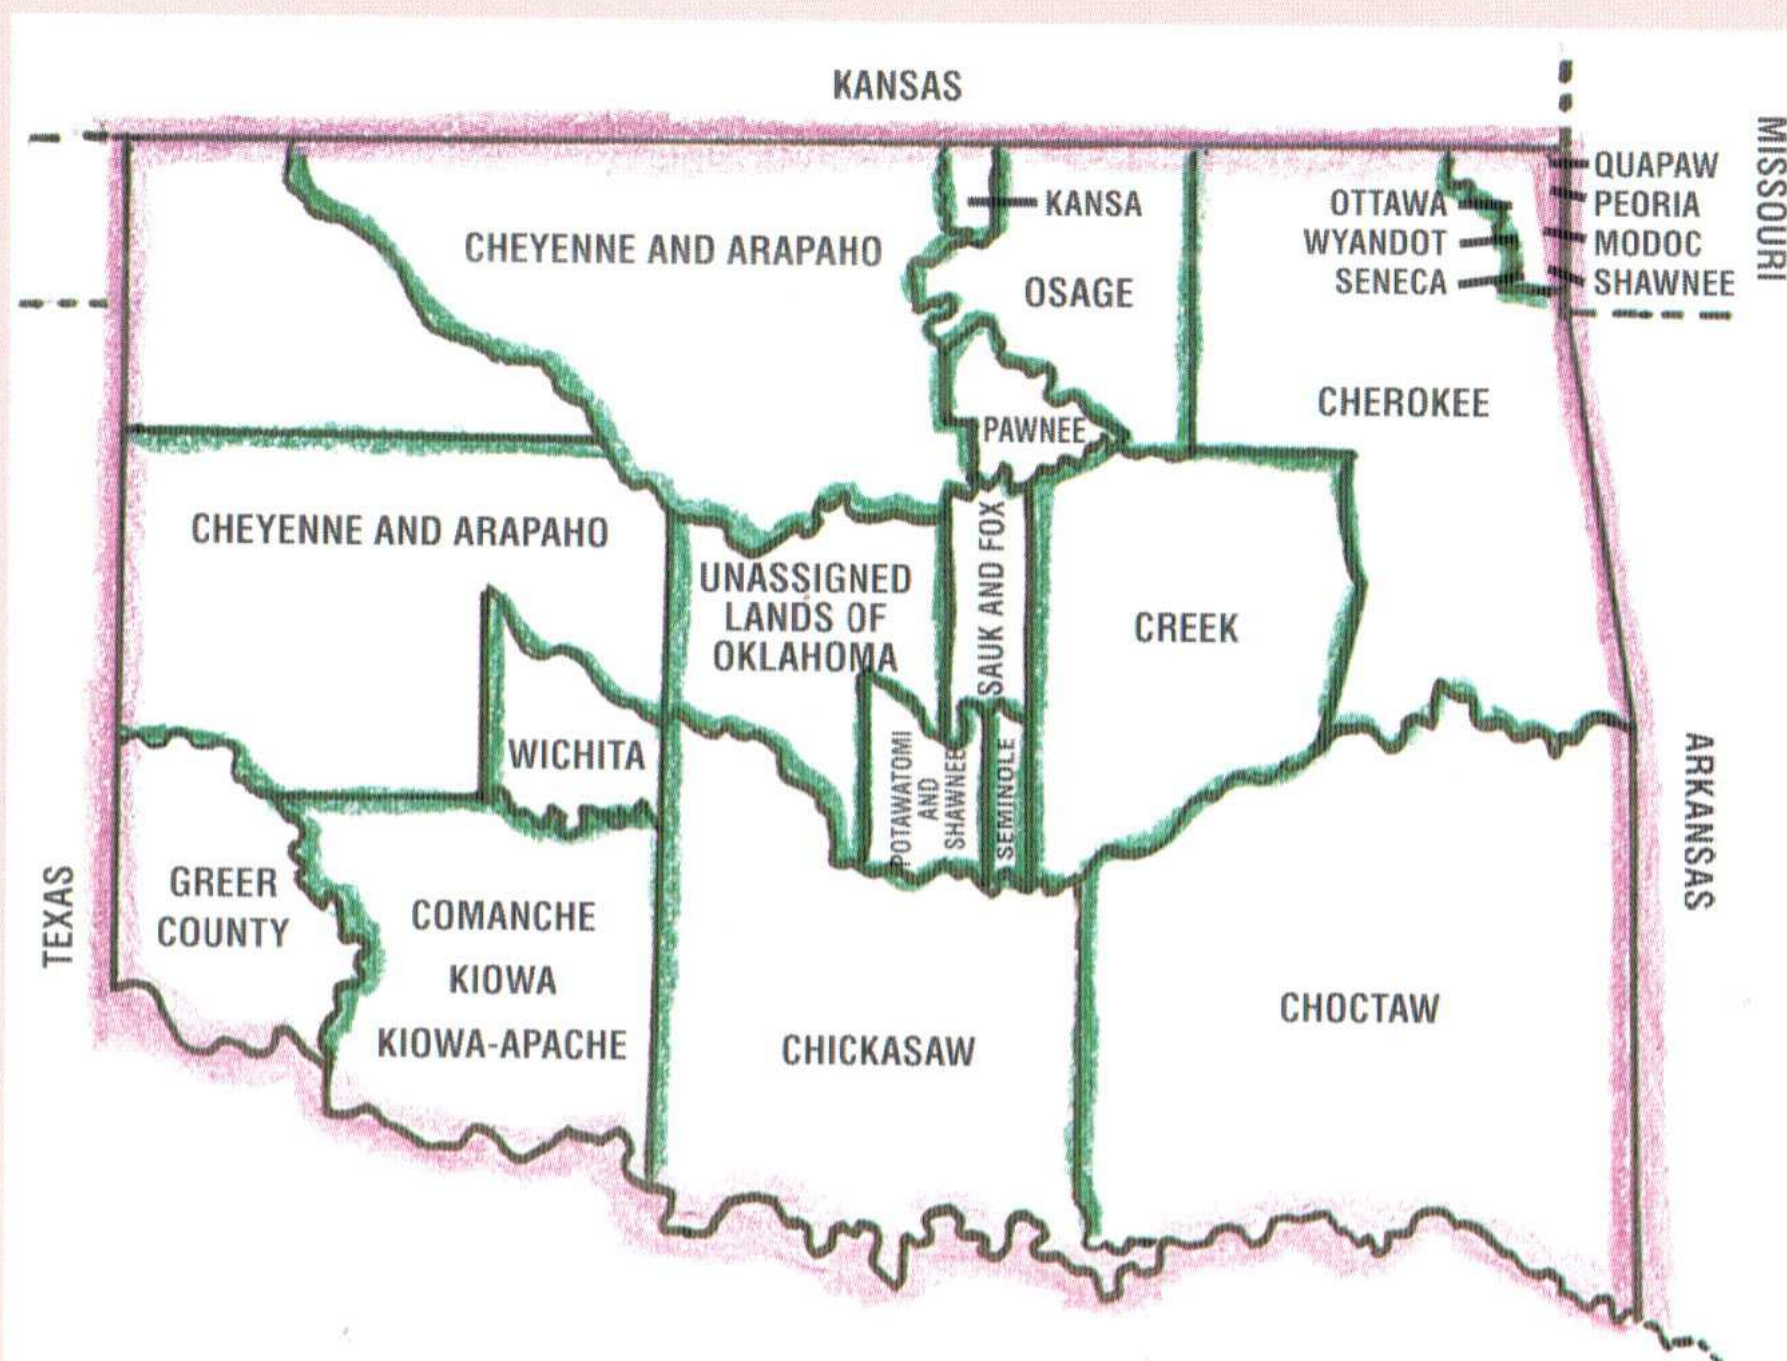 KANSAS
MISSOURI
QUAPAW
KANSA
OTTAWA
PEORIA
WYANDOT
MODOC
CHEYENNE AND ARAPAHO
SENECA
SHAWNEE
OSAGE
CHEROKEE
PAWNEE
CHEYENNE AND ARAPAHO
UNASSIGNED
LANDS OF
OKLAHOMA
SAUK AND FOX
CREEK
WICHITA
POTAWATOMI
AND
SHAWNEE
SEMINOLE
ARKANSAS
TEXAS
GREER
COUNTY
COMANCHE
KIOWA
KIOWA-APACHE
CHICKASAW
CHOCTAW